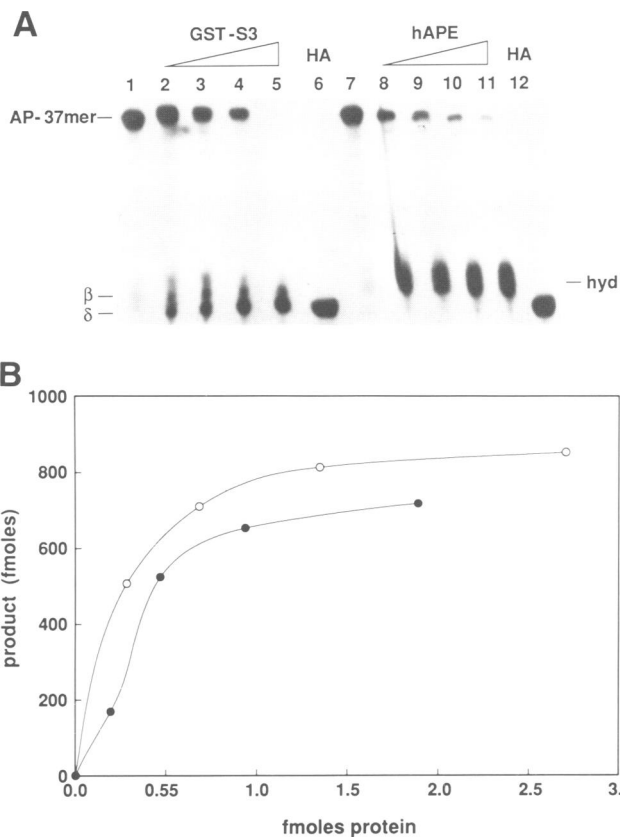 A
GST-S3 HA hAPE HA
1 2 3 4 5 6 7 8 9 10 11 12
AP-37mer
hyd
β
δ
B
1000
800
600
400
200
0
product (fmoles)
0.0 0.55 1.0 1.5 2.0 2.5 3.
fmoles protein